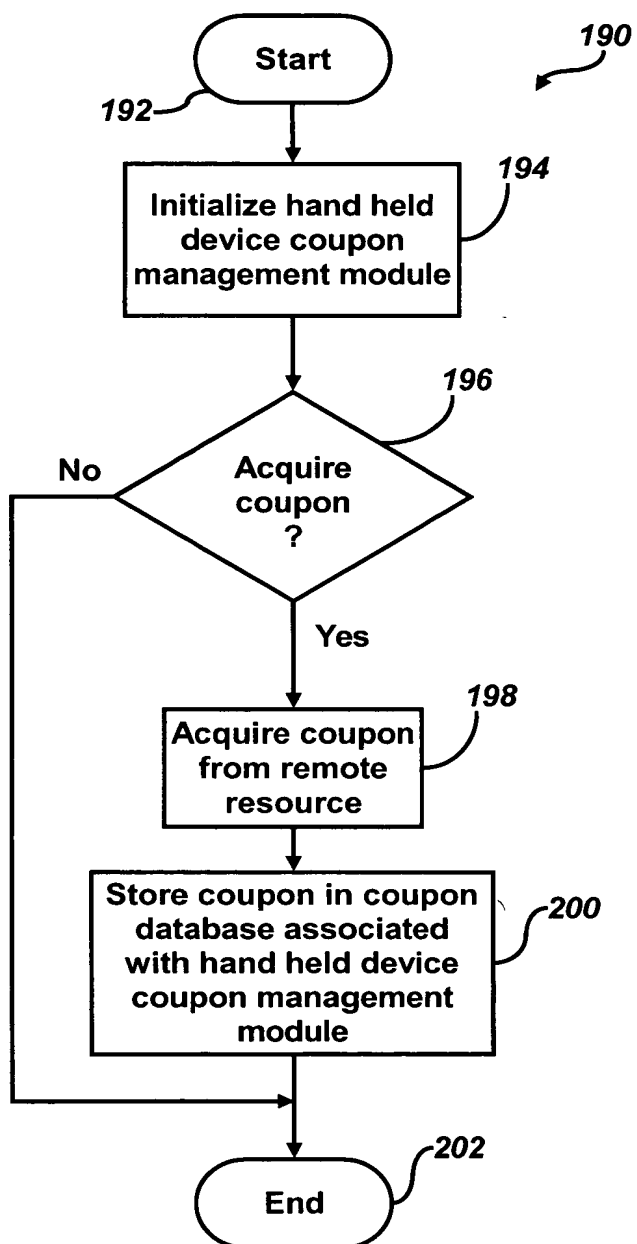 Start
190
192
194
Initialize hand held
device coupon
management module
196
No
Acquire
coupon
?
Yes
198
Acquire coupon
from remote
resource
Store coupon in coupon
database associated
with hand held device
coupon management
module
200
202
End